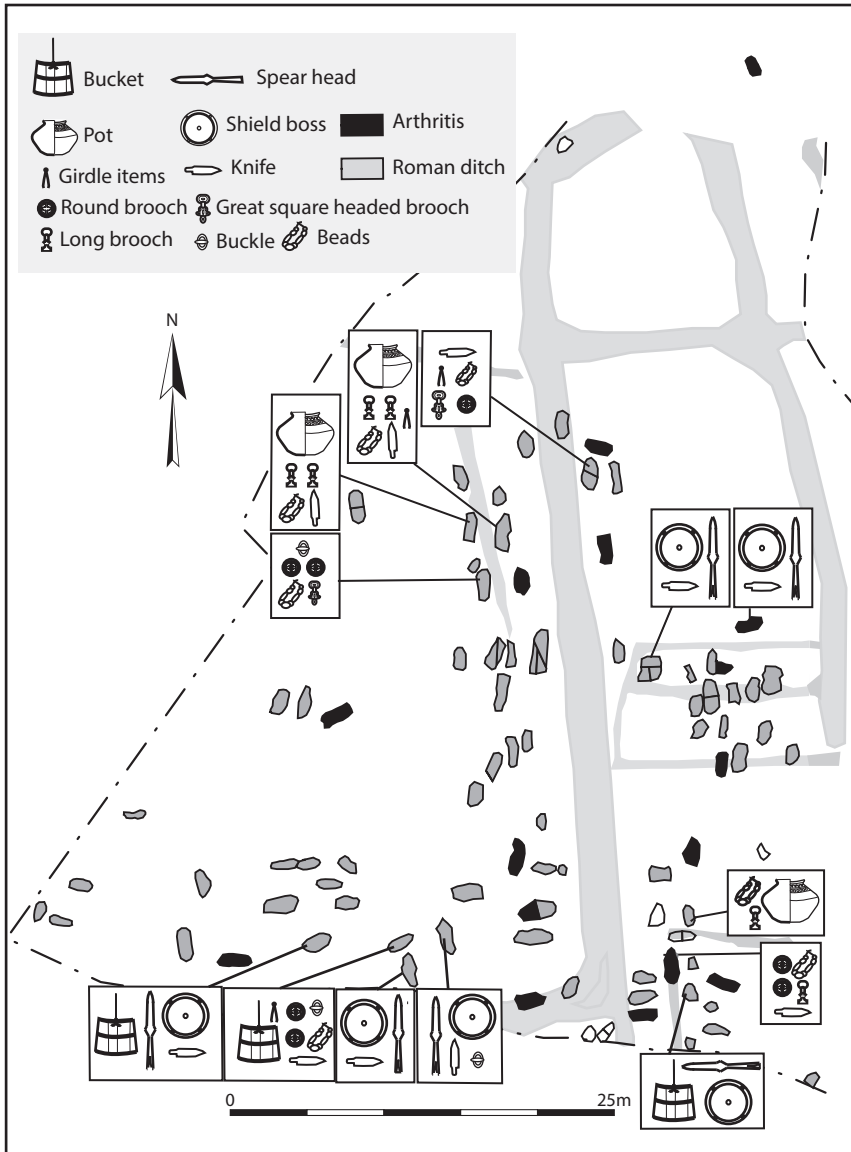 Bucket
Spear head
Pot
Shield boss
Arthritis
Girdle items
Knife
Roman ditch
Round brooch
Great square headed brooch
Long brooch
Buckle
Beads
N
0
25m